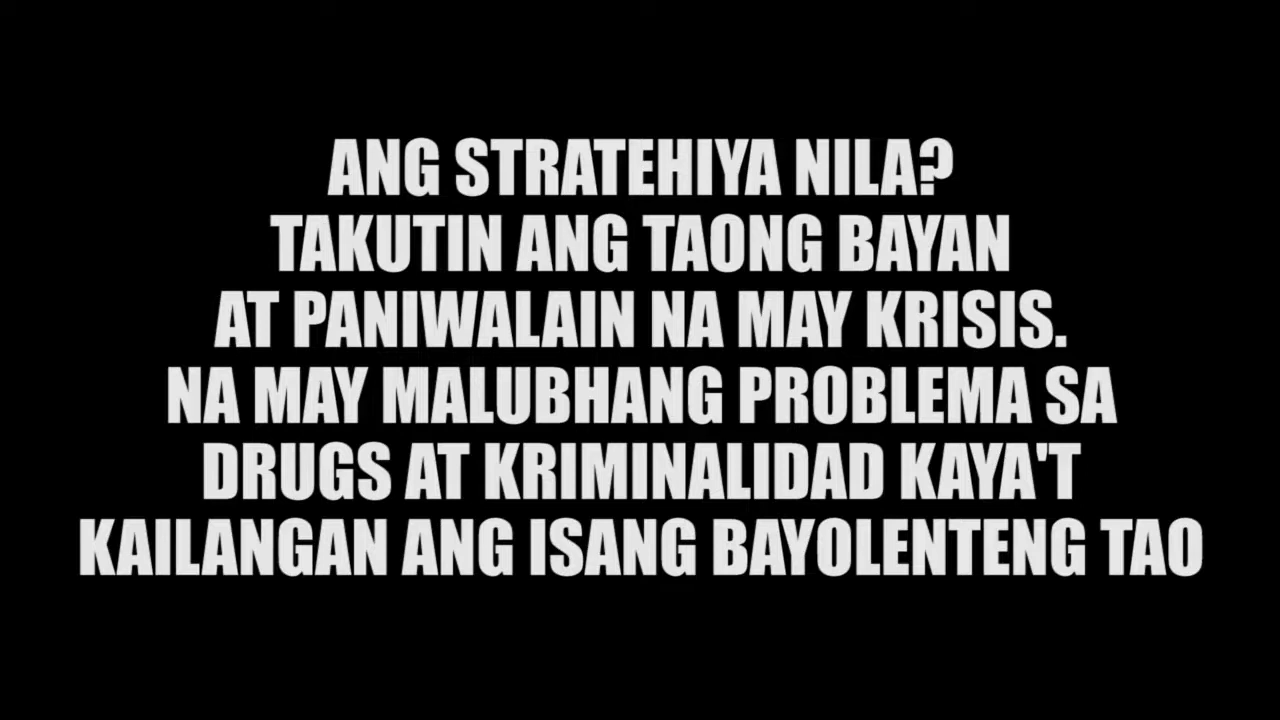 ANG STRATEHIYA NILA?
TAKUTIN ANG TAONG BAYAN
AT PANIWALAIN NA MAY KRISIS.
NA MAY MALUBHANG PROBLEMA SA
DRUGS AT KRIMINALIDAD KAYA'T
KAILANGAN ANG ISANG BAYOLENTENG TAO